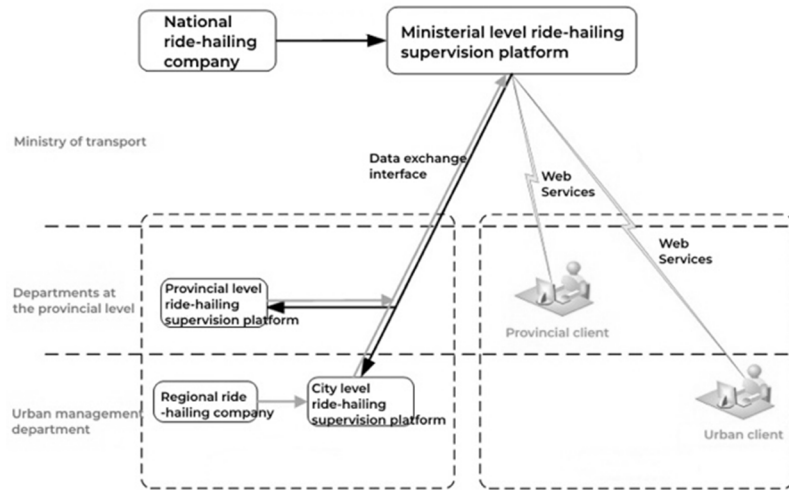 National
ride-hailing
company
Ministerial level ride-hailing
supervision platform
Ministry of transport
Data exchange
interface
Web
Services
Web
Services
Departments at
the provincial level
Provincial level
ride-hailing
supervision platform
Provincial client
Urban management
department
Regional ride
-hailing company
City level
ride-hailing
supervision platform
Urban client